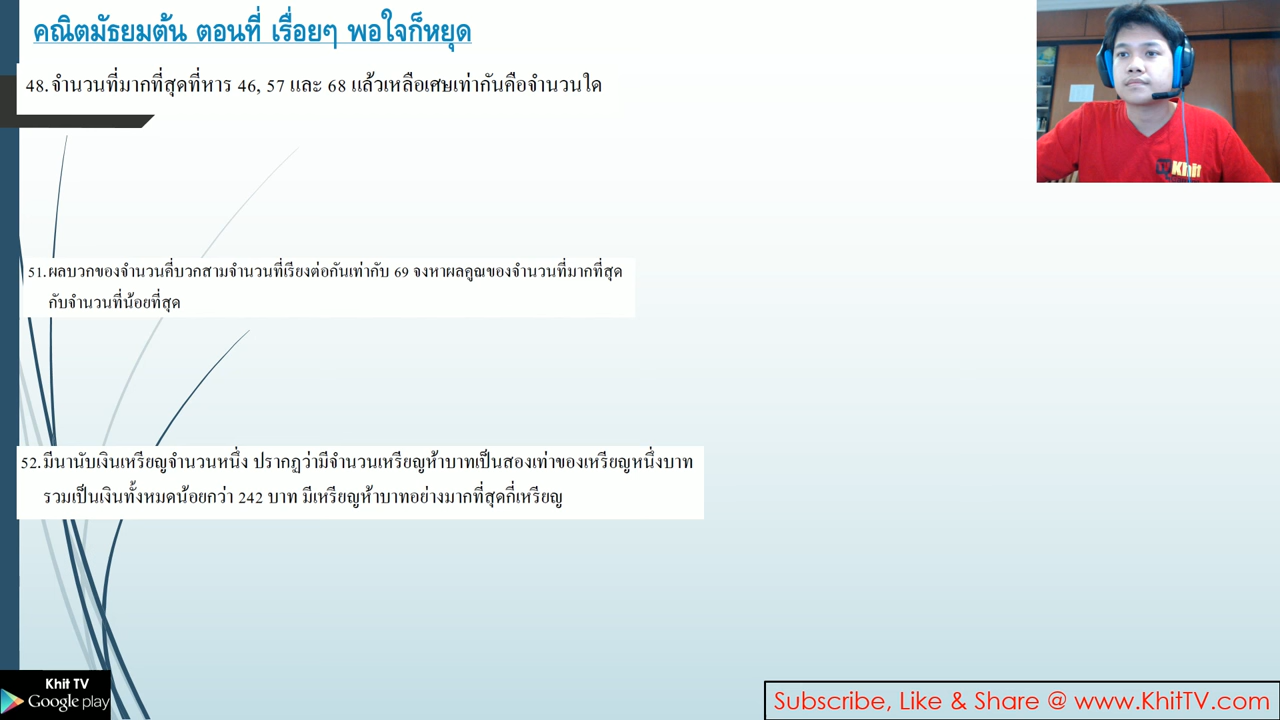 คณิตมัธยมต้น ตอนที่ เรื่อยๆ พอใจก็หยุด
48. จำนวนที่มากที่สุดที่หาร 46, 57 และ 68 แล้วเหลือเศษเท่ากันคือจำนวนใด
Khit
51. ผลบวกของจำนวนคี่บวกสามจำนวนที่เรียงต่อกันเท่ากับ 69 จงหาผลคูณของจำนวนที่มากที่สุด
กับจำนวนที่น้อยที่สุด
52. มีนานับเงินเหรียญจำนวนหนึ่ง ปรากฏว่ามีจำนวนเหรียญห้าบาทเป็นสองเท่าของเหรียญหนึ่งบาท
รวมเป็นเงินทั้งหมดน้อยกว่า 242 บาท มีเหรียญห้าบาทอย่างมากที่สุดกี่เหรียญ
Khit TV
Google play
Subscribe, Like & Share @ www.KhitTV.com